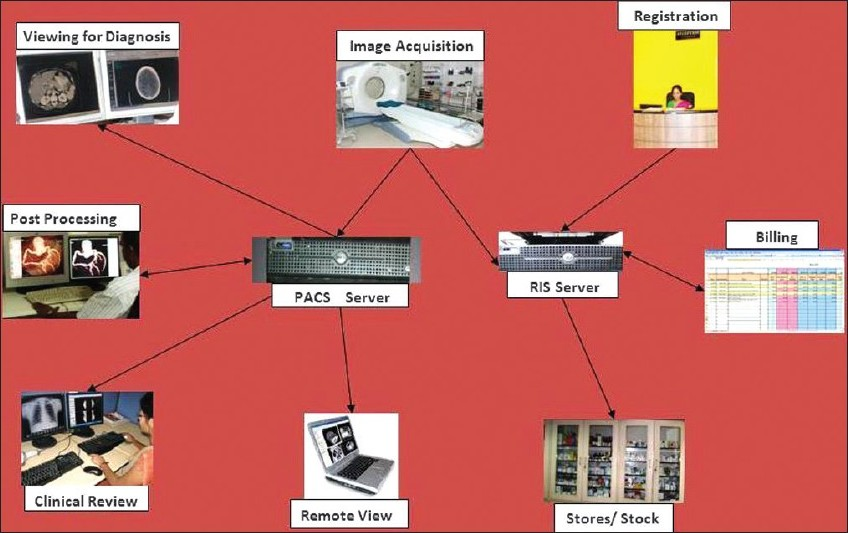 Viewing for Diagnosis
Image Acquisition
Registration
RECEPTION
Post Processing
PACS Server
RIS Server
Billing
Clinical Review
Remote View
Stores/ Stock